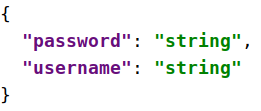 {
"password": "string",
"username": "string"
}